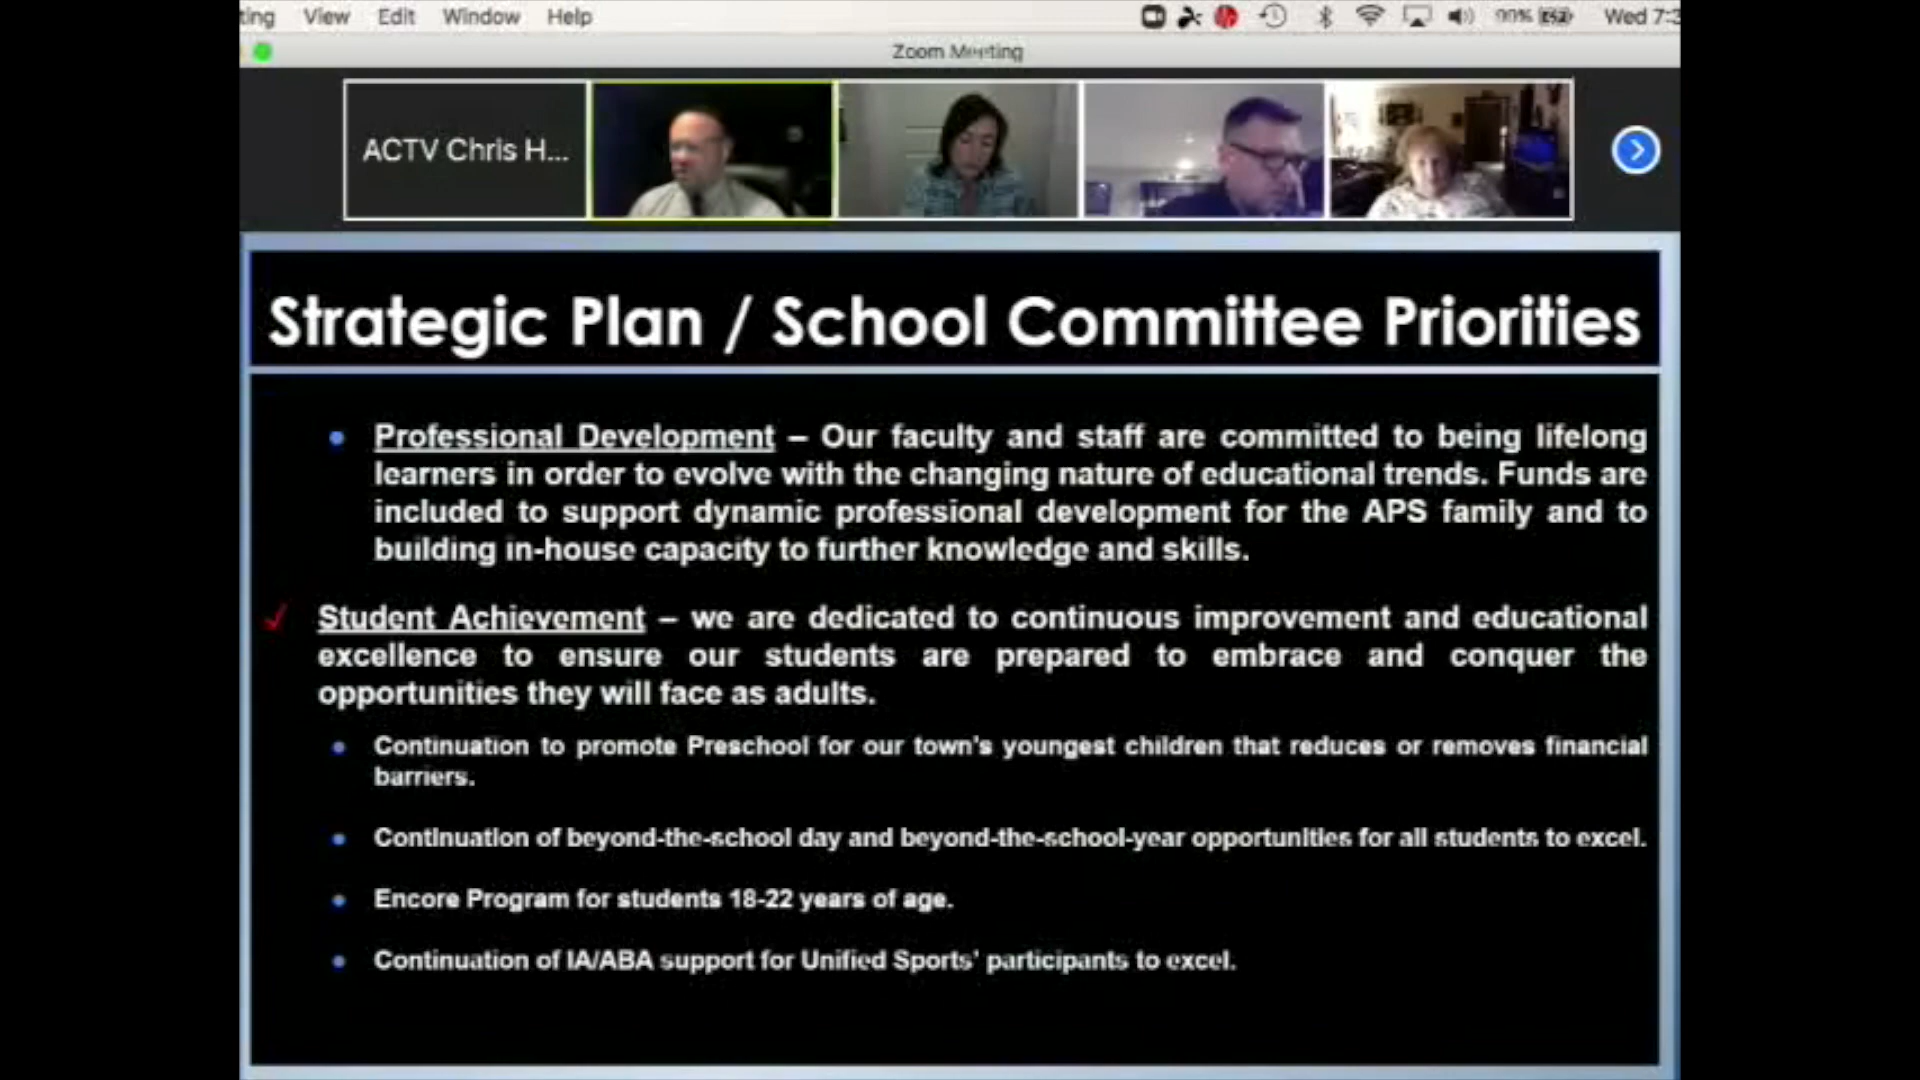 View Edit Window Help Wed
Zoom Meeting
ACTV Chris H...
Strategic Plan / School Committee Priorities
Professional Development – Our faculty and staff are committed to being lifelong
learners in order to evolve with the changing nature of educational trends. Funds are
included to support dynamic professional development for the APS family and to
building in-house capacity to further knowledge and skills.
Student Achievement – we are dedicated to continuous improvement and educational
excellence to ensure our students are prepared to embrace and conquer the
opportunities they will face as adults.
Continuation to promote Preschool for our town's youngest children that reduces or removes financial
barriers.
Continuation of beyond-the-school day and beyond-the-school-year opportunities for all students to excel.
Encore Program for students 18-22 years of age.
Continuation of IA/ABA support for Unified Sports' participants to excel.